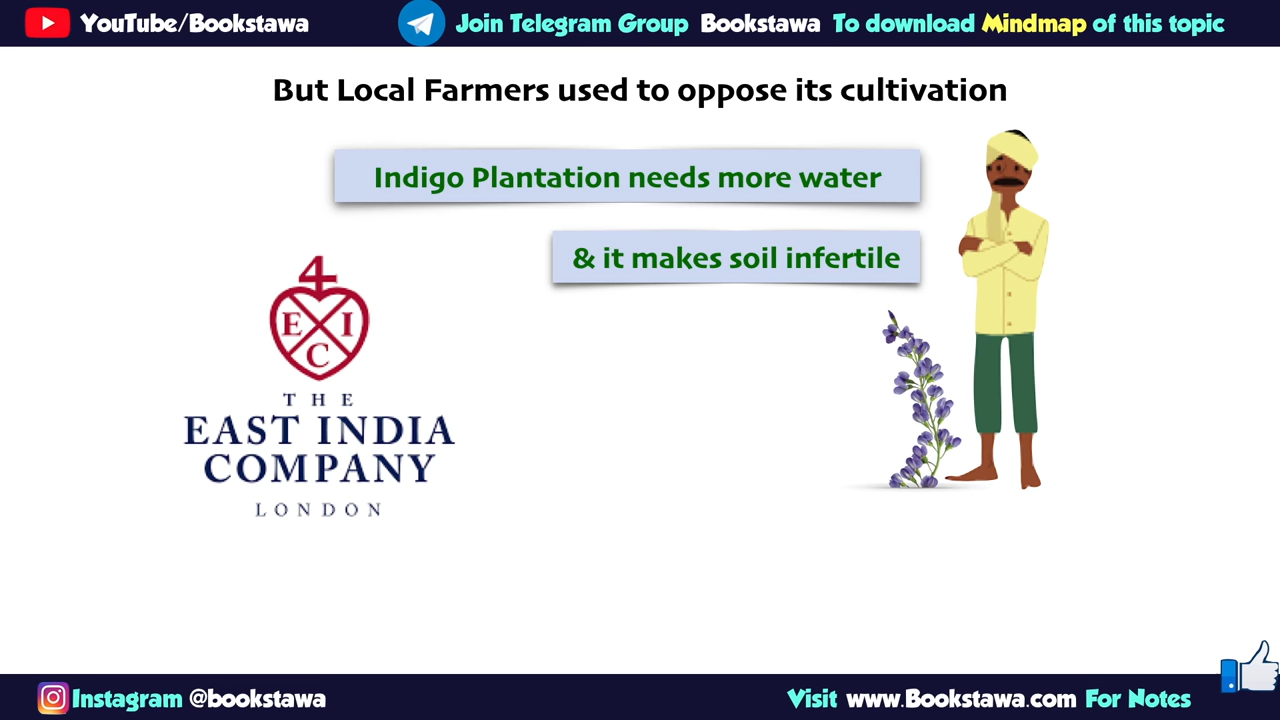 YouTube/Bookstawa
Join Telegram Group Bookstawa To download Mindmap of this topic
But Local Farmers used to oppose its cultivation
Indigo Plantation needs more water
& it makes soil infertile
4
E I
C
THE
EAST INDIA
COMPANY
LONDON
Instagram @bookstawa
Visit www.Bookstawa.com For Notes